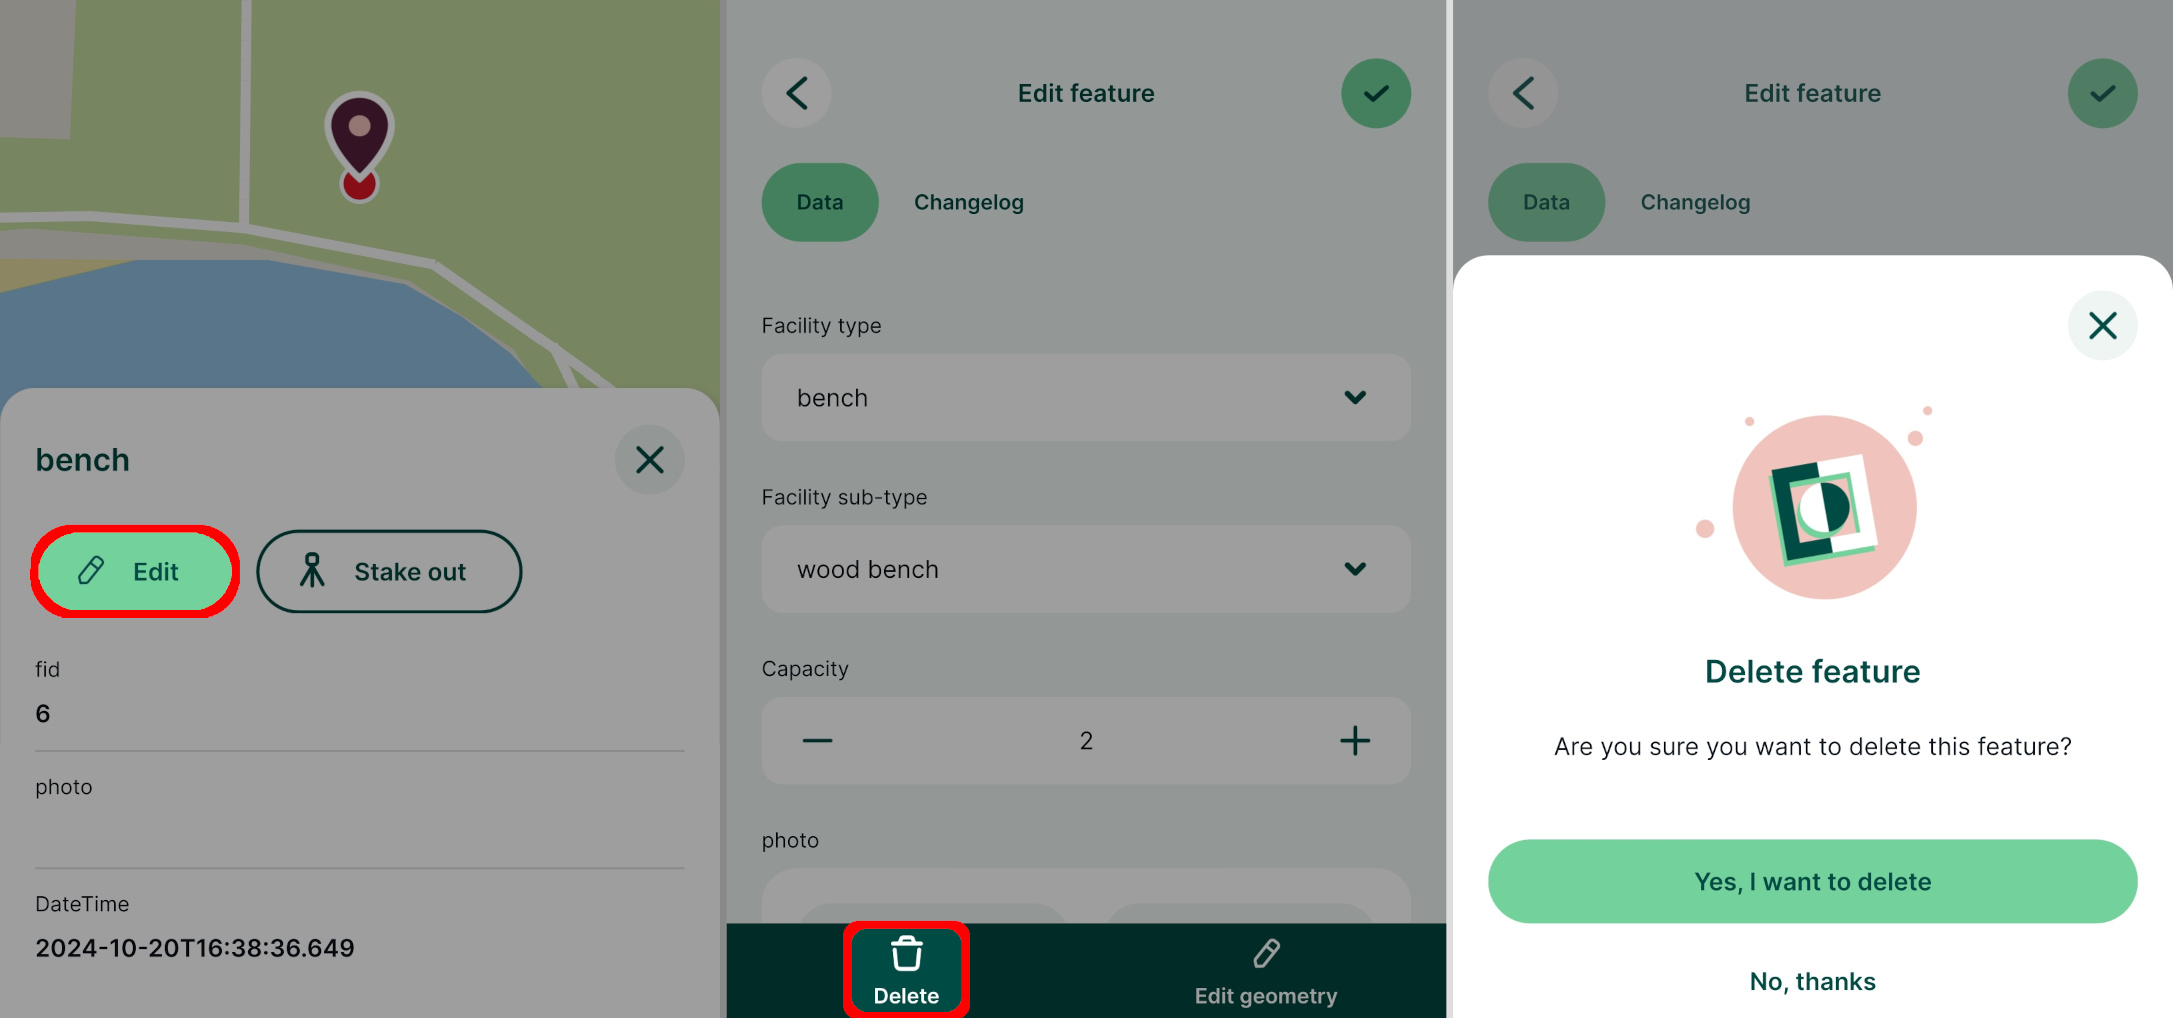 bench
Edit
Stake out
fid
6
photo
DateTime
2024-10-20T16:38:36.649
Edit feature
Data
Changelog
Facility type
bench
Facility sub-type
wood bench
Capacity
2
photo
Delete
Edit geometry
Edit feature
Data
Changelog
Delete feature
Are you sure you want to delete this feature?
Yes, I want to delete
No, thanks